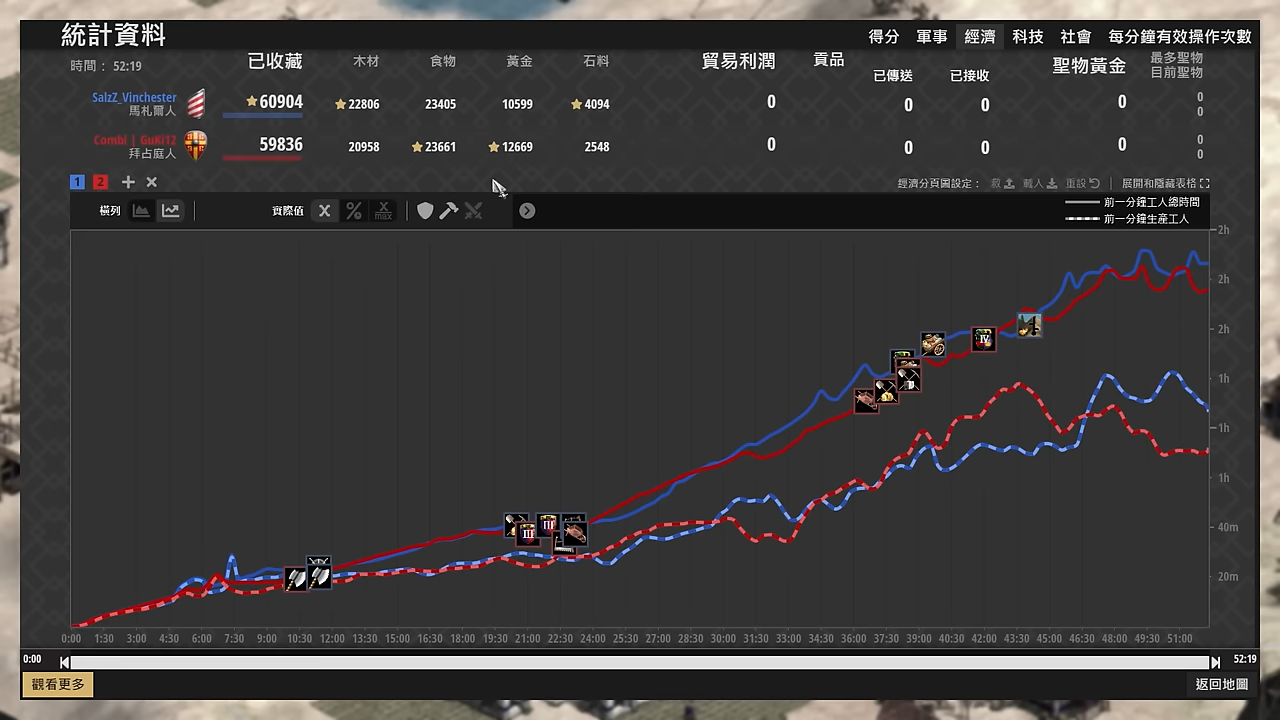 統計資料
得分 軍事 經濟 科技 社會 每分鐘有效操作次數
時間： 52:19
已收藏 木材 食物 黃金 石料 貿易利潤 貢品 已傳送 已接收 聖物黃金 最多聖物
目前聖物
SalzZ_Vinchester
馬札爾人
60904 22806 23405 10599 4094 0 0 0 0 0
0
Combi | GuKi12
拜占庭人
59836 20958 23661 12669 2548 0 0 0 0 0
0
1 2 + ×
經濟分頁圖設定： 載入 重設 展開和隱藏表格
橫列 實際值 X % X max
前一分鐘工人總時間
前一分鐘生產工人
2h
2h
2h
1h
1h
1h
40m
20m
III III II IV
0:00 1:30 3:00 4:30 6:00 7:30 9:00 10:30 12:00 13:30 15:00 16:30 18:00 19:30 21:00 22:30 24:00 25:30 27:00 28:30 30:00 31:30 33:00 34:30 36:00 37:30 39:00 40:30 42:00 43:30 45:00 46:30 48:00 49:30 51:00
0:00 52:19
觀看更多 返回地圖